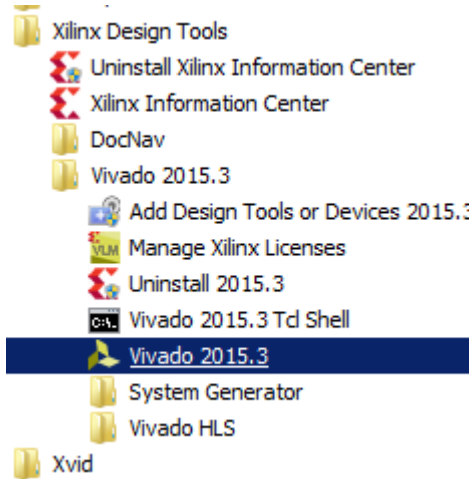 Xilinx Design Tools
Uninstall Xilinx Information Center
Xilinx Information Center
DocNav
Vivado 2015.3
Add Design Tools or Devices 2015.3
VLM Manage Xilinx Licenses
Uninstall 2015.3
C:\. Vivado 2015.3 Tcl Shell
Vivado 2015.3
System Generator
Vivado HLS
Xvid